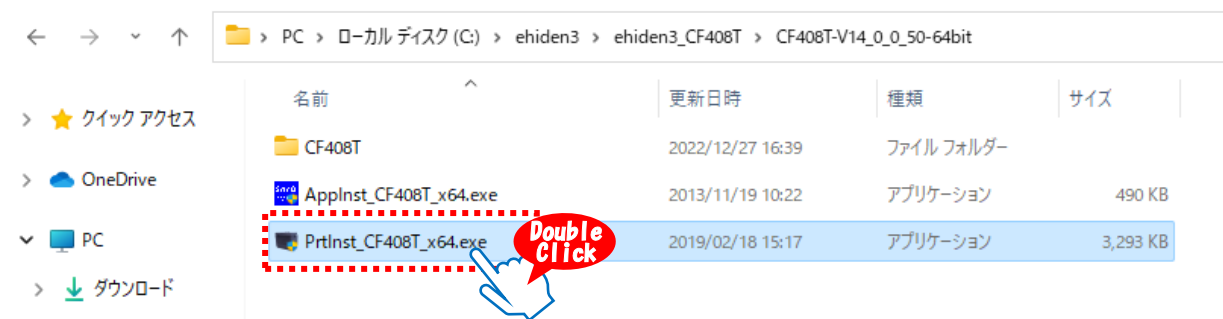 PC > ローカル ディスク (C:) > ehiden3 > ehiden3_CF408T > CF408T-V14_0_0_50-64bit
名前 更新日時 種類 サイズ
クイック アクセス
CF408T 2022/12/27 16:39 ファイル フォルダー
OneDrive
AppInst_CF408T_x64.exe 2013/11/19 10:22 アプリケーション 490 KB
PC
PrtInst_CF408T_x64.exe 2019/02/18 15:17 アプリケーション 3,293 KB
Double
Click
ダウンロード